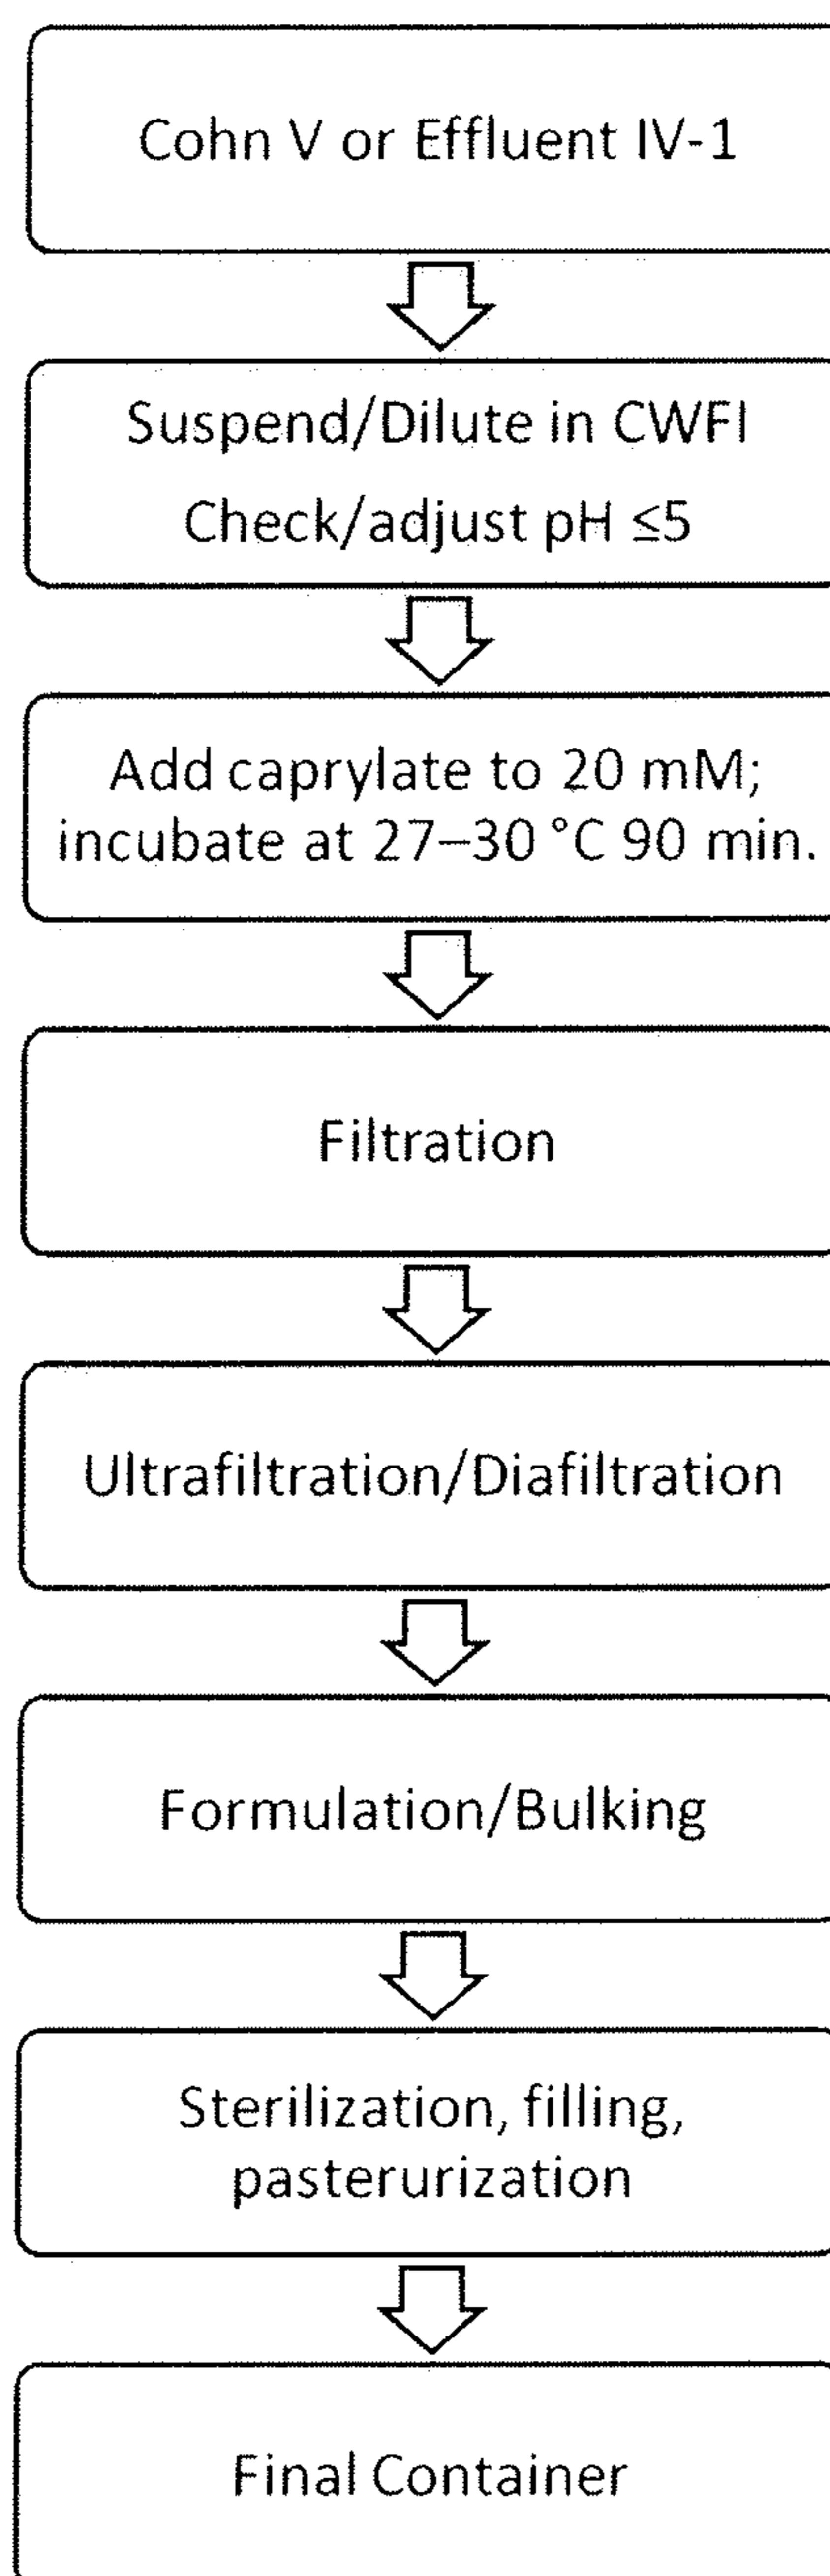 Cohn V or Effluent IV-1
Suspend/Dilute in CWFI
Check/adjust pH ≤5
Add caprylate to 20 mM;
incubate at 27–30 °C 90 min.
Filtration
Ultrafiltration/Diafiltration
Formulation/Bulking
Sterilization, filling,
pasterurization
Final Container